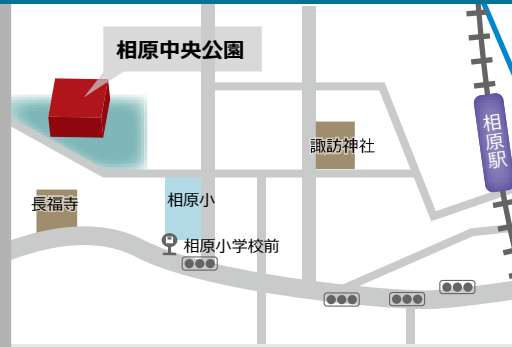 相原中央公園
相原駅
諏訪神社
長福寺
相原小
相原小学校前